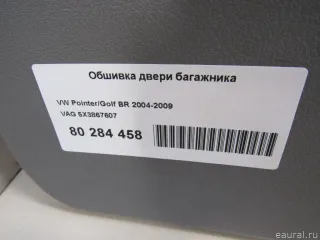 Обшивка двери багажника
VW Pointer/Golf BR 2004-2009
VAG 5X3867607
80 284 458
eaural.ru